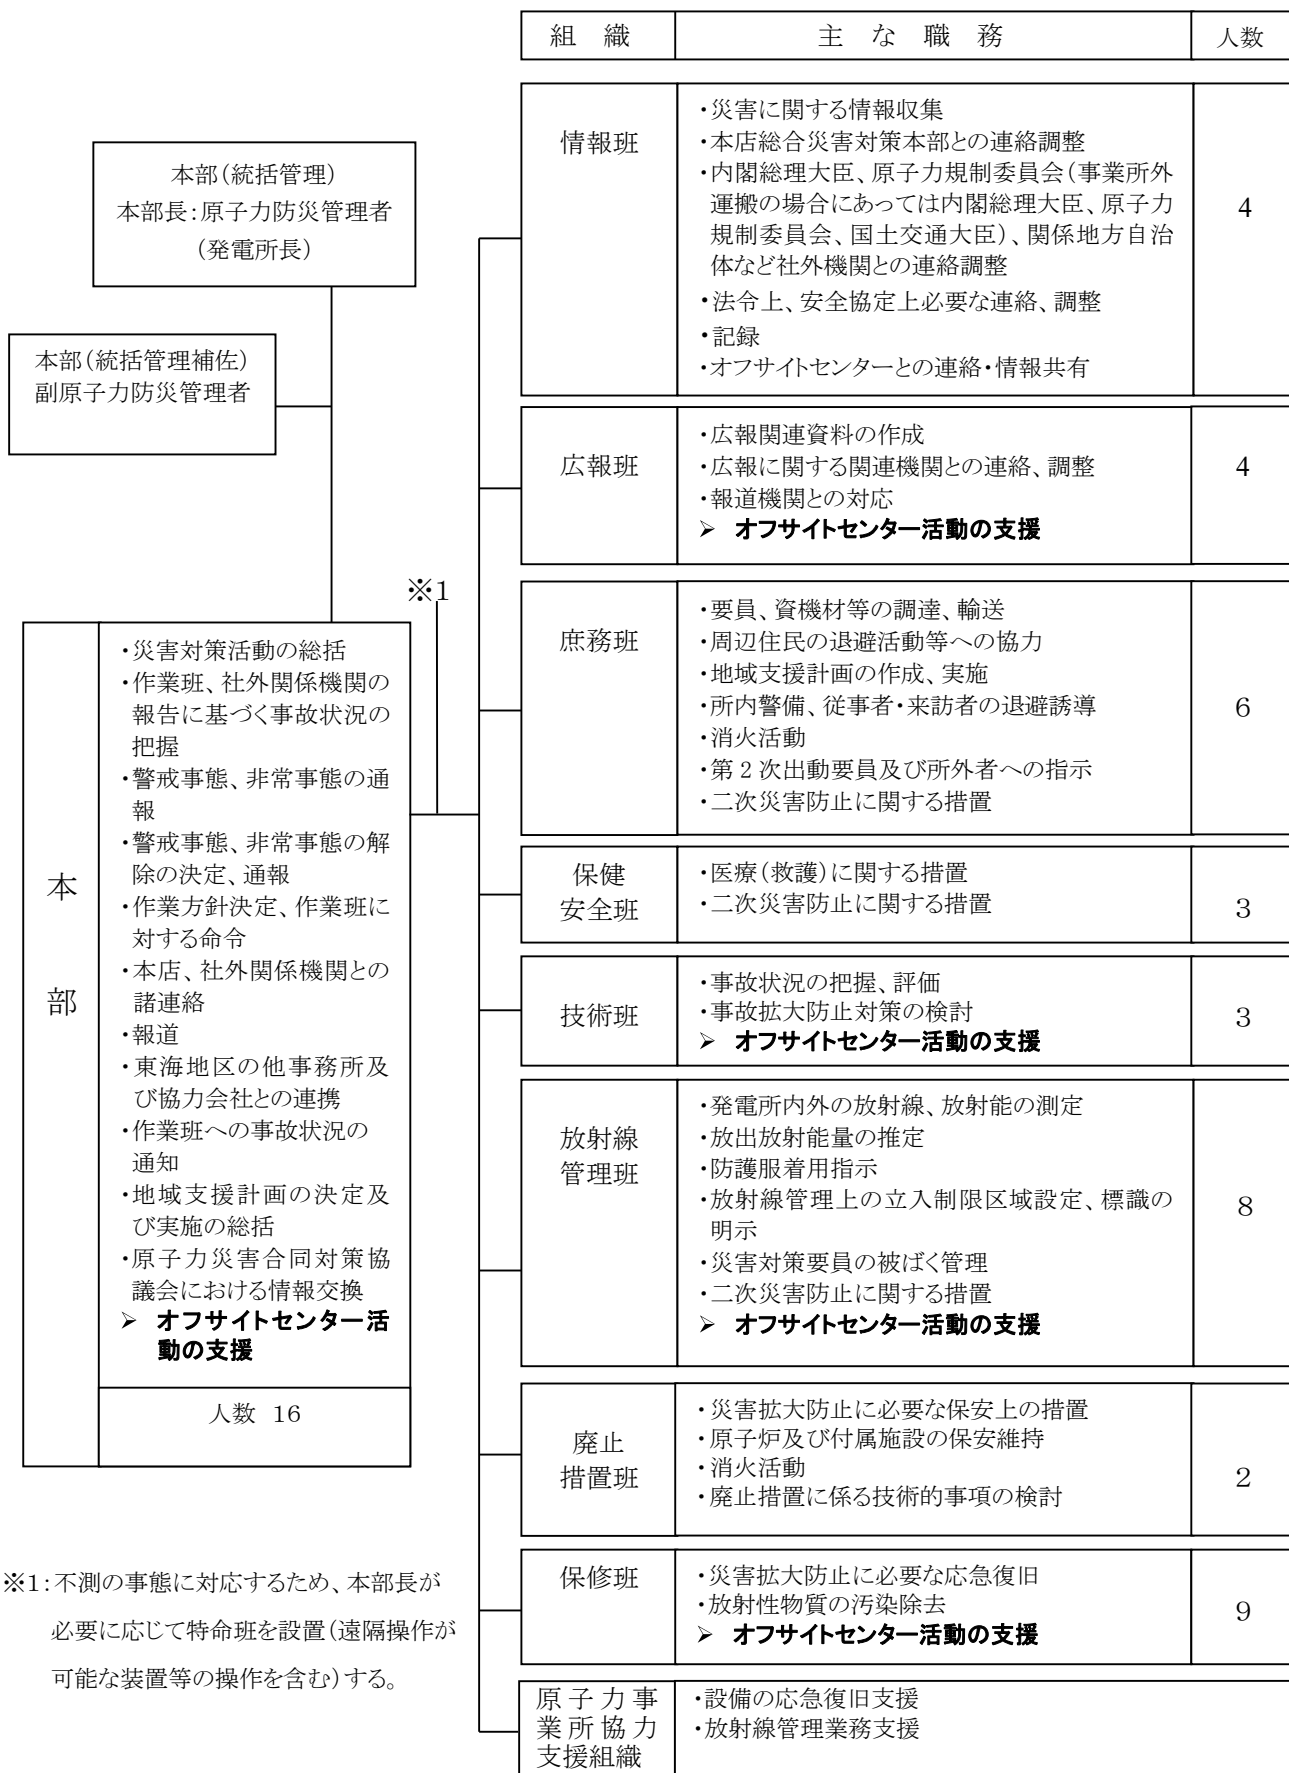 組 織 主 な 職 務 人数
本部(統括管理)
本部長:原子力防災管理者
(発電所長)
本部(統括管理補佐)
副原子力防災管理者
※1
本
部
・災害対策活動の総括
・作業班、社外関係機関の
報告に基づく事故状況の
把握
・警戒事態、非常事態の通
報
・警戒事態、非常事態の解
除の決定、通報
・作業方針決定、作業班に
対する命令
・本店、社外関係機関との
諸連絡
・報道
・東海地区の他事務所及
び協力会社との連携
・作業班への事故状況の
通知
・地域支援計画の決定及
び実施の総括
・原子力災害合同対策協
議会における情報交換
➢ オフサイトセンター活
動の支援
人数 16
※1:不測の事態に対応するため、本部長が
必要に応じて特命班を設置(遠隔操作が
可能な装置等の操作を含む)する。
情報班
・災害に関する情報収集
・本店総合災害対策本部との連絡調整
・内閣総理大臣、原子力規制委員会(事業所外
運搬の場合にあっては内閣総理大臣、原子力
規制委員会、国土交通大臣)、関係地方自治
体など社外機関との連絡調整
・法令上、安全協定上必要な連絡、調整
・記録
・オフサイトセンターとの連絡・情報共有
4
広報班
・広報関連資料の作成
・広報に関する関連機関との連絡、調整
・報道機関との対応
➢ オフサイトセンター活動の支援
4
庶務班
・要員、資機材等の調達、輸送
・周辺住民の退避活動等への協力
・地域支援計画の作成、実施
・所内警備、従事者・来訪者の退避誘導
・消火活動
・第2次出動要員及び所外者への指示
・二次災害防止に関する措置
6
保健
安全班
・医療(救護)に関する措置
・二次災害防止に関する措置
3
技術班
・事故状況の把握、評価
・事故拡大防止対策の検討
➢ オフサイトセンター活動の支援
3
放射線
管理班
・発電所内外の放射線、放射能の測定
・放出放射能量の推定
・防護服着用指示
・放射線管理上の立入制限区域設定、標識の
明示
・災害対策要員の被ばく管理
・二次災害防止に関する措置
➢ オフサイトセンター活動の支援
8
廃止
措置班
・災害拡大防止に必要な保安上の措置
・原子炉及び付属施設の保安維持
・消火活動
・廃止措置に係る技術的事項の検討
2
保修班
・災害拡大防止に必要な応急復旧
・放射性物質の汚染除去
➢ オフサイトセンター活動の支援
9
原子力事
業所協力
支援組織
・設備の応急復旧支援
・放射線管理業務支援